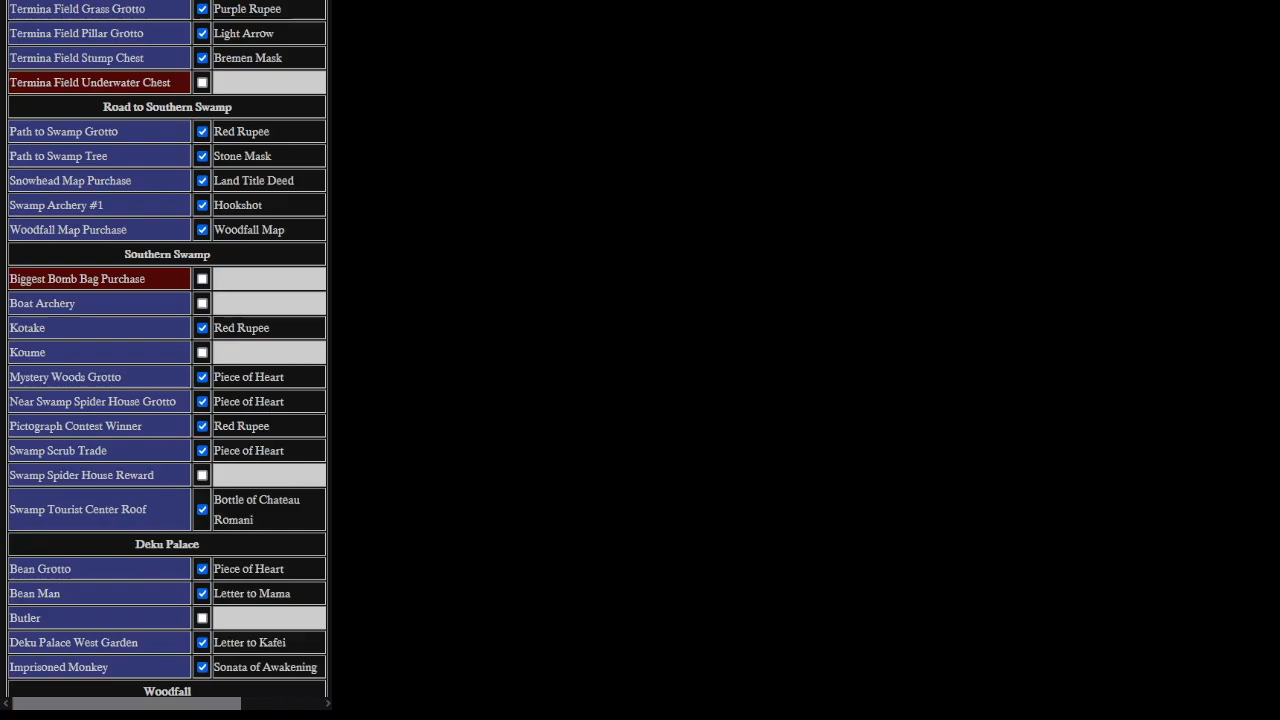 Termina Field Grass Grotto Purple Rupee
Termina Field Pillar Grotto Light Arrow
Termina Field Stump Chest Bremen Mask
Termina Field Underwater Chest
Road to Southern Swamp
Path to Swamp Grotto Red Rupee
Path to Swamp Tree Stone Mask
Snowhead Map Purchase Land Title Deed
Swamp Archery #1 Hookshot
Woodfall Map Purchase Woodfall Map
Southern Swamp
Biggest Bomb Bag Purchase
Boat Archery
Kotake Red Rupee
Koume
Mystery Woods Grotto Piece of Heart
Near Swamp Spider House Grotto Piece of Heart
Pictograph Contest Winner Red Rupee
Swamp Scrub Trade Piece of Heart
Swamp Spider House Reward
Swamp Tourist Center Roof Bottle of Chateau
Romani
Deku Palace
Bean Grotto Piece of Heart
Bean Man Letter to Mama
Butler
Deku Palace West Garden Letter to Kafei
Imprisoned Monkey Sonata of Awakening
Woodfall